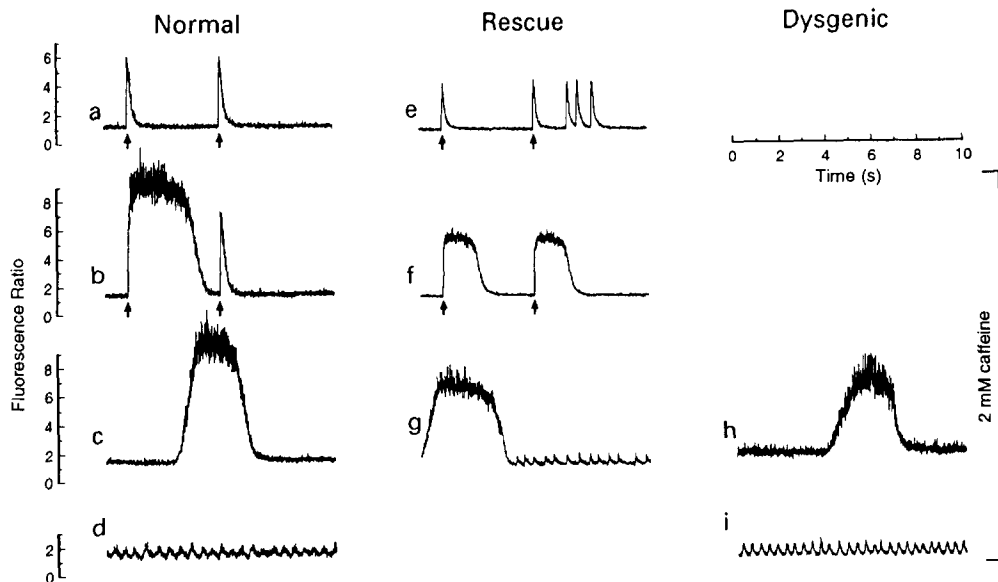 Normal Rescue Dysgenic
6
4
2
0
a
e
0 2 4 6 8 10
Time (s)
8
6
4
2
0
b
f
Fluorescence Ratio
2 mM caffeine
8
6
4
2
0
c
g
h
d
i
2
0